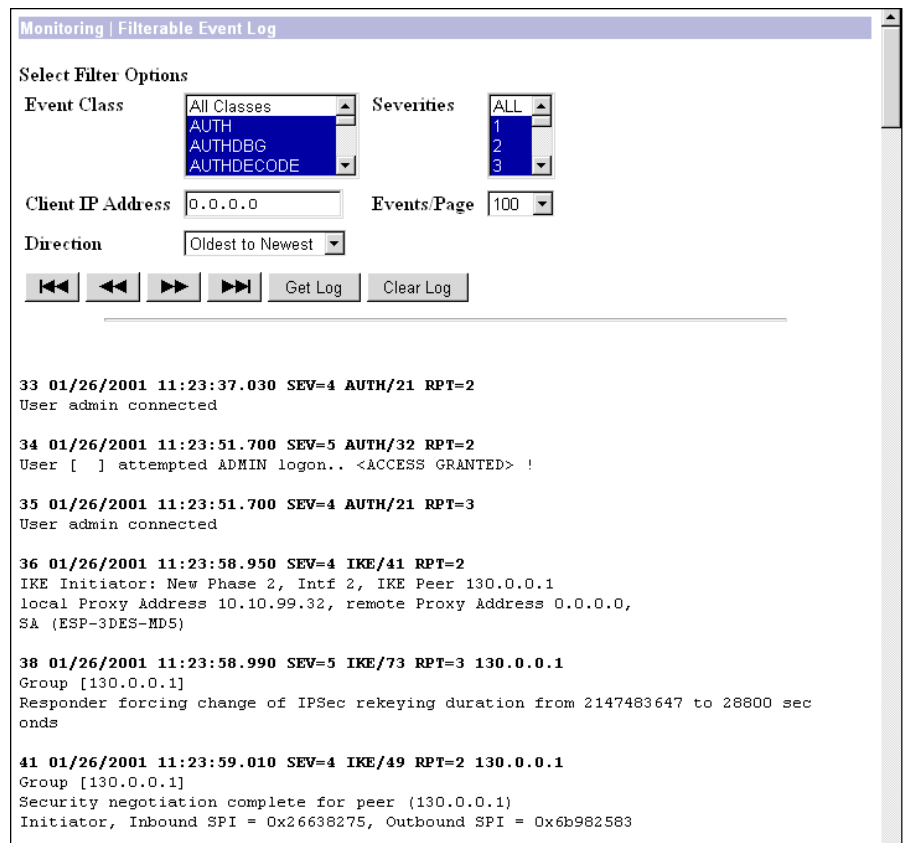 Monitoring | Filterable Event Log
Select Filter Options
Event Class
All Classes
AUTH
AUTHDBG
AUTHDECODE
Severities
ALL
1
2
3
Client IP Address
0.0.0.0
Events/Page
100
Direction
Oldest to Newest
Get Log
Clear Log
33 01/26/2001 11:23:37.030 SEV=4 AUTH/21 RPT=2
User admin connected
34 01/26/2001 11:23:51.700 SEV=5 AUTH/32 RPT=2
User [  ] attempted ADMIN logon.. <ACCESS GRANTED> !
35 01/26/2001 11:23:51.700 SEV=4 AUTH/21 RPT=3
User admin connected
36 01/26/2001 11:23:58.950 SEV=4 IKE/41 RPT=2
IKE Initiator: New Phase 2, Intf 2, IKE Peer 130.0.0.1
local Proxy Address 10.10.99.32, remote Proxy Address 0.0.0.0,
SA (ESP-3DES-MD5)
38 01/26/2001 11:23:58.990 SEV=5 IKE/73 RPT=3 130.0.0.1
Group [130.0.0.1]
Responder forcing change of IPSec rekeying duration from 2147483647 to 28800 sec
onds
41 01/26/2001 11:23:59.010 SEV=4 IKE/49 RPT=2 130.0.0.1
Group [130.0.0.1]
Security negotiation complete for peer (130.0.0.1)
Initiator, Inbound SPI = 0x26638275, Outbound SPI = 0x6b982583